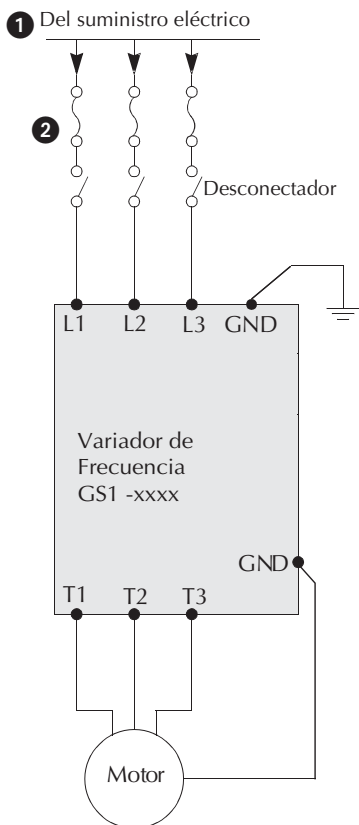 1 Del suministro eléctrico
2
Desconectador
L1 L2 L3 GND
Variador de
Frecuencia
GS1 -xxxx
GND
T1 T2 T3
Motor